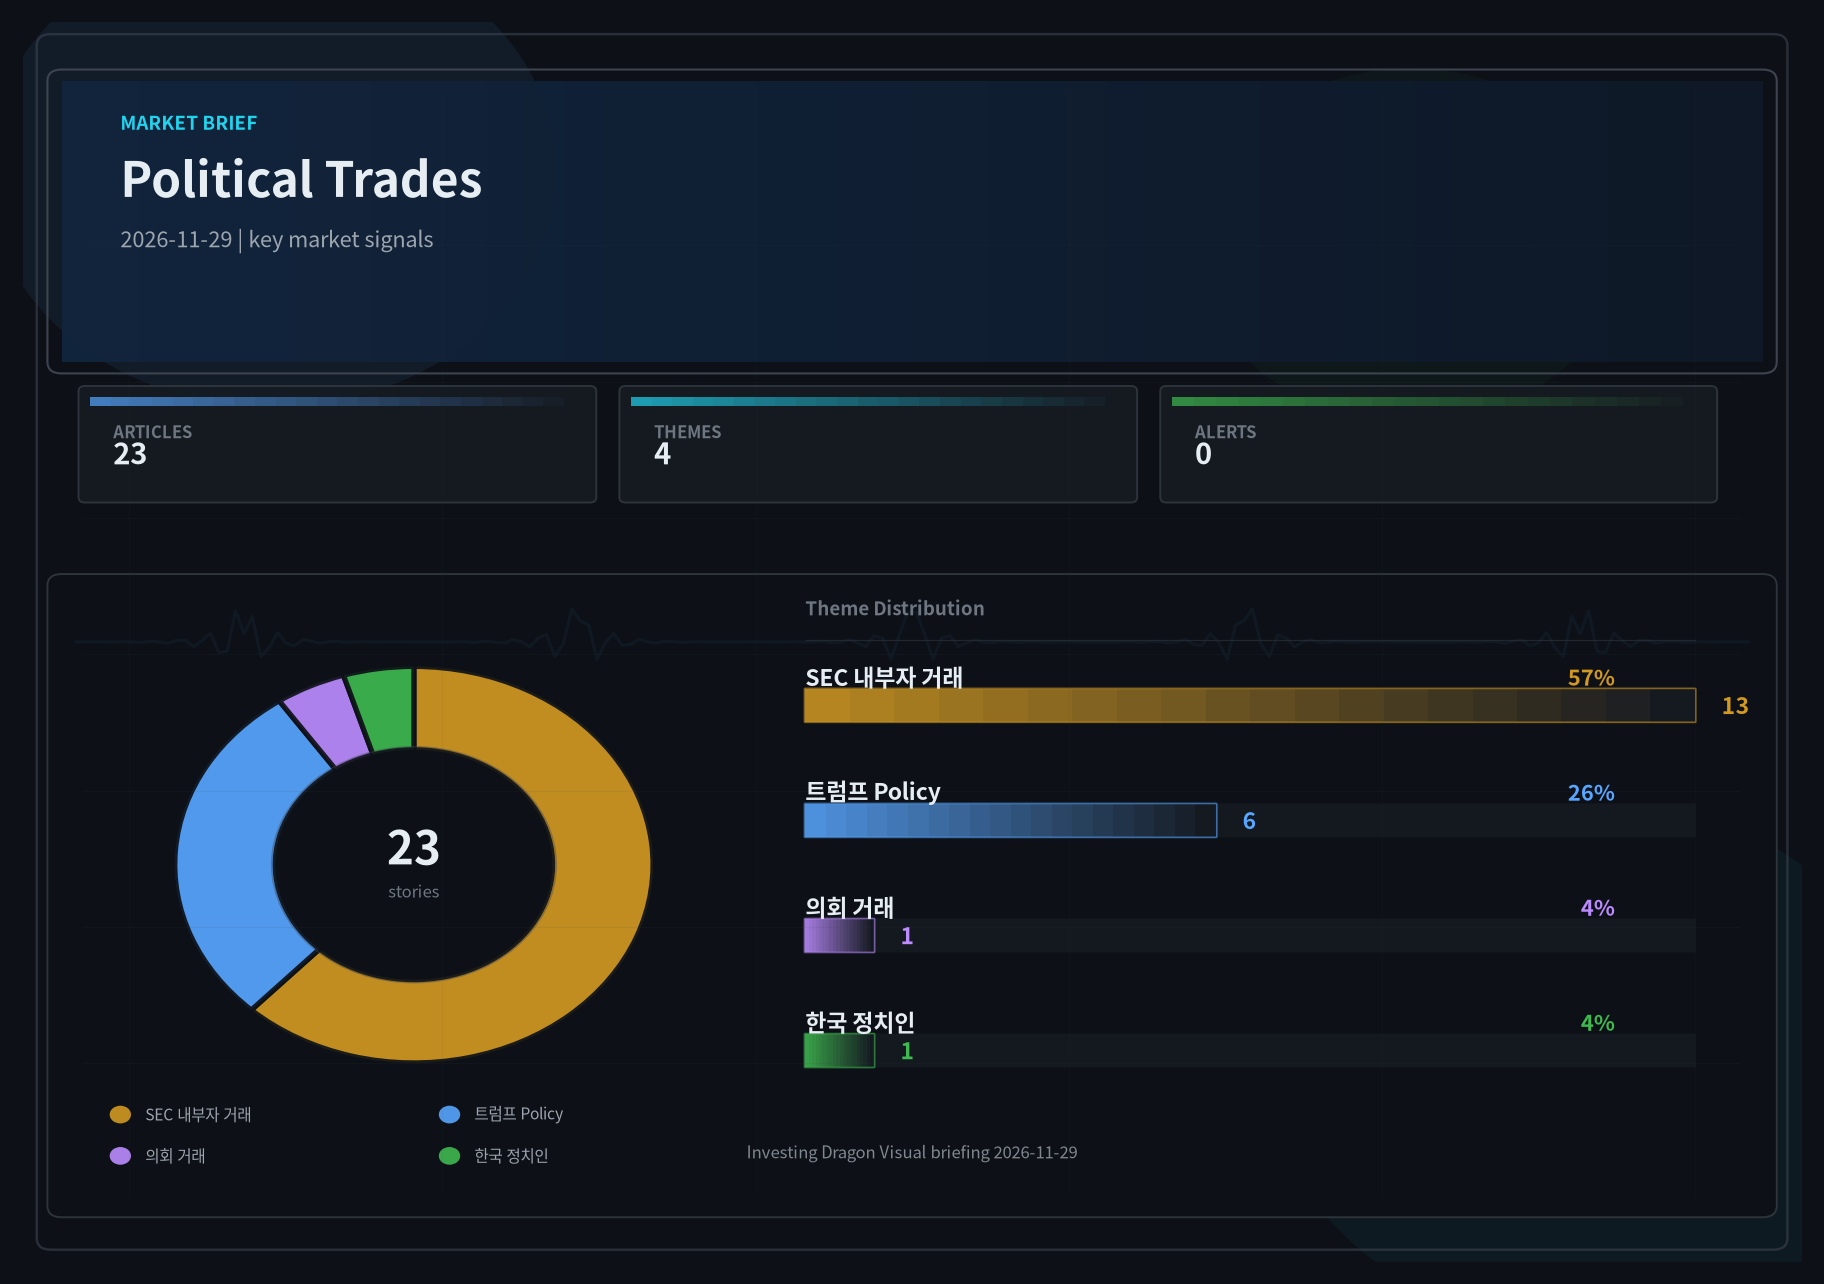 MARKET BRIEF
Political Trades
2026-11-29 | key market signals
ARTICLES
23
THEMES
4
ALERTS
0
23
stories
SEC 내부자 거래
트럼프 Policy
의회 거래
한국 정치인
Theme Distribution
SEC 내부자 거래 57%
13
트럼프 Policy 26%
6
의회 거래 4%
1
한국 정치인 4%
1
Investing Dragon Visual briefing 2026-11-29